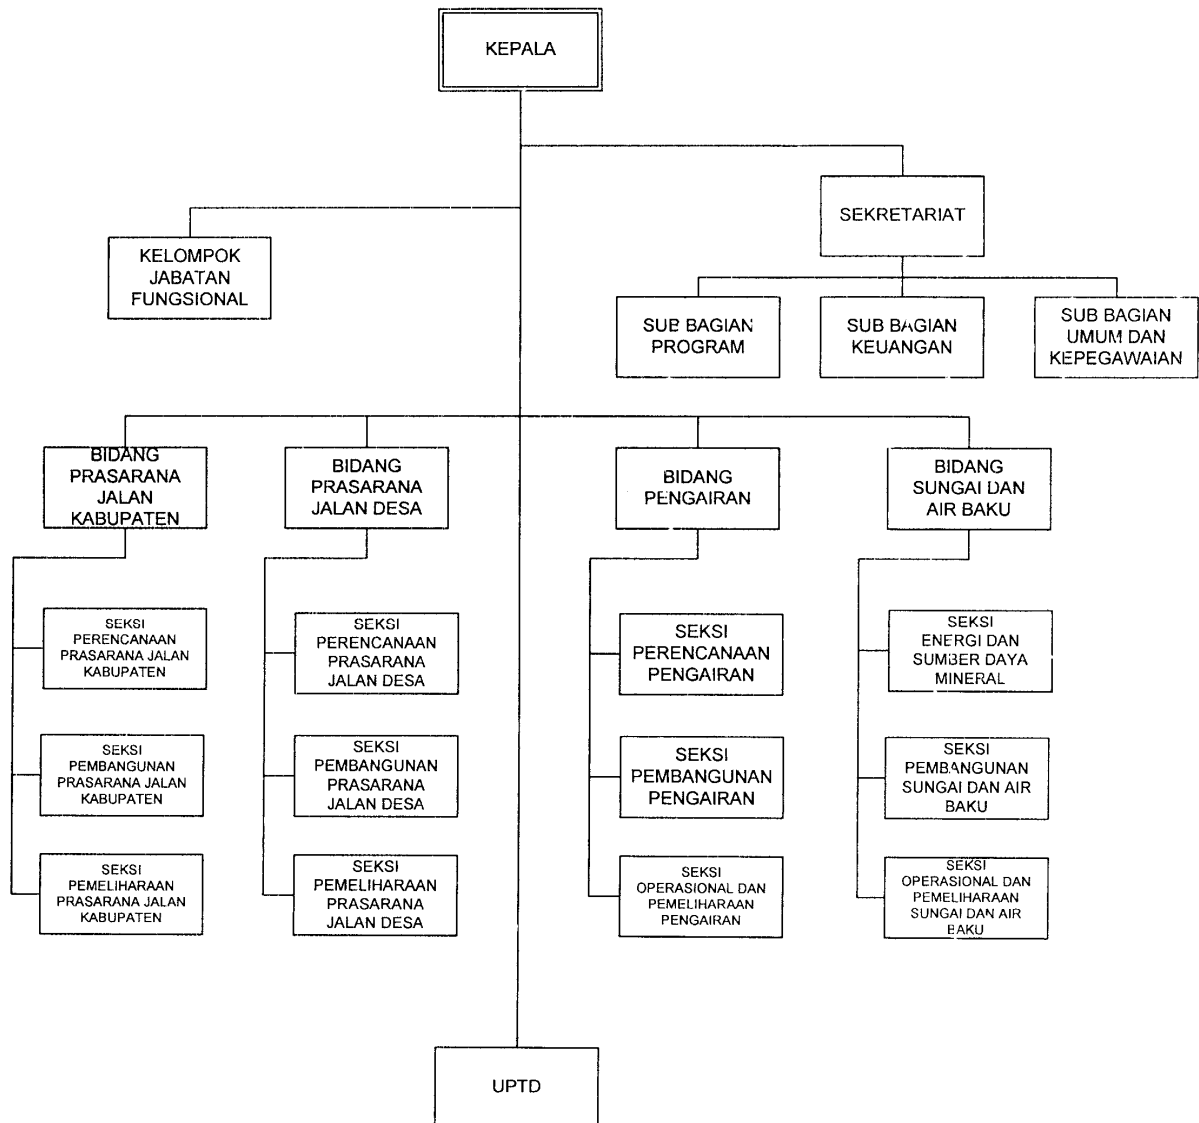 KEPALA
SEKRETARIAT
KELOMPOK
JABATAN
FUNGSIONAL
SUB BAGIAN
PROGRAM
SUB BAGIAN
KEUANGAN
SUB BAGIAN
UMUM DAN
KEPEGAWAIAN
BIDANG
PRASARANA
JALAN
KABUPATEN
BIDANG
PRASARANA
JALAN DESA
BIDANG
PENGAIRAN
BIDANG
SUNGAI DAN
AIR BAKU
SEKSI
PERENCANAAN
PRASARANA JALAN
KABUPATEN
SEKSI
PERENCANAAN
PRASARANA
JALAN DESA
SEKSI
PERENCANAAN
PENGAIRAN
SEKSI
ENERGI DAN
SUMBER DAYA
MINERAL
SEKSI
PEMBANGUNAN
PRASARANA JALAN
KABUPATEN
SEKSI
PEMBANGUNAN
PRASARANA
JALAN DESA
SEKSI
PEMBANGUNAN
PENGAIRAN
SEKSI
PEMBANGUNAN
SUNGAI DAN AIR
BAKU
SEKSI
PEMELIHARAAN
PRASARANA JALAN
KABUPATEN
SEKSI
PEMELIHARAAN
PRASARANA
JALAN DESA
SEKSI
OPERASIONAL DAN
PEMELIHARAAN
PENGAIRAN
SEKSI
OPERASIONAL DAN
PEMELIHARAAN
SUNGAI DAN AIR
BAKU
UPTD